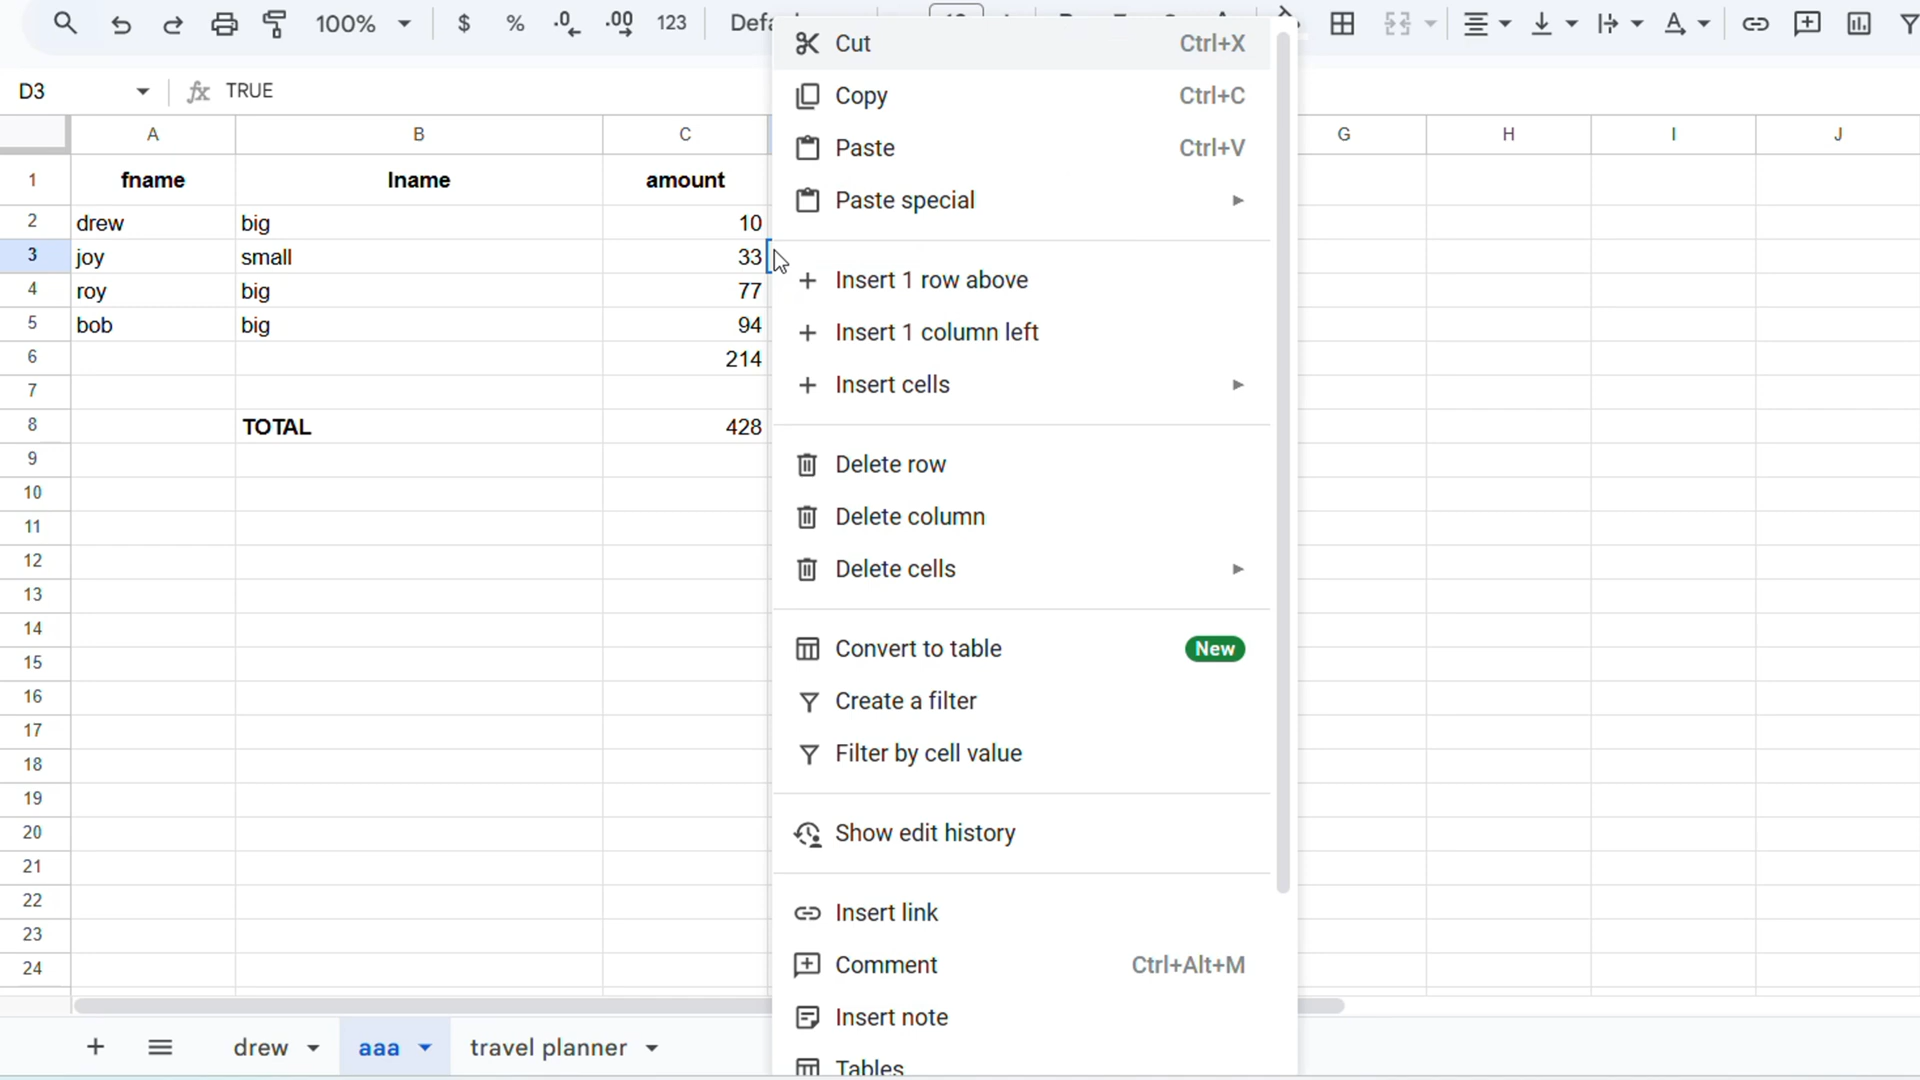 100% $ % .0 .00 123 Defa
D3 fx TRUE
A B C G H I J
1 fname lname amount
2 drew big 10
3 joy small 33
4 roy big 77
5 bob big 94
6 214
7
8 TOTAL 428
9
10
11
12
13
14
15
16
17
18
19
20
21
22
23
24
Cut Ctrl+X
Copy Ctrl+C
Paste Ctrl+V
Paste special
Insert 1 row above
Insert 1 column left
Insert cells
Delete row
Delete column
Delete cells
Convert to table New
Create a filter
Filter by cell value
Show edit history
Insert link
Comment Ctrl+Alt+M
Insert note
Tables
drew aaa travel planner